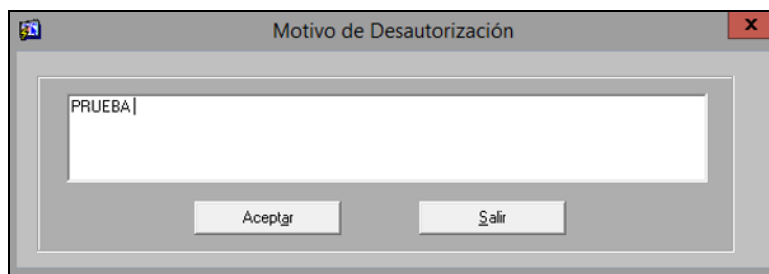 Motivo de Desautorización
x
PRUEBA
Aceptar
Salir